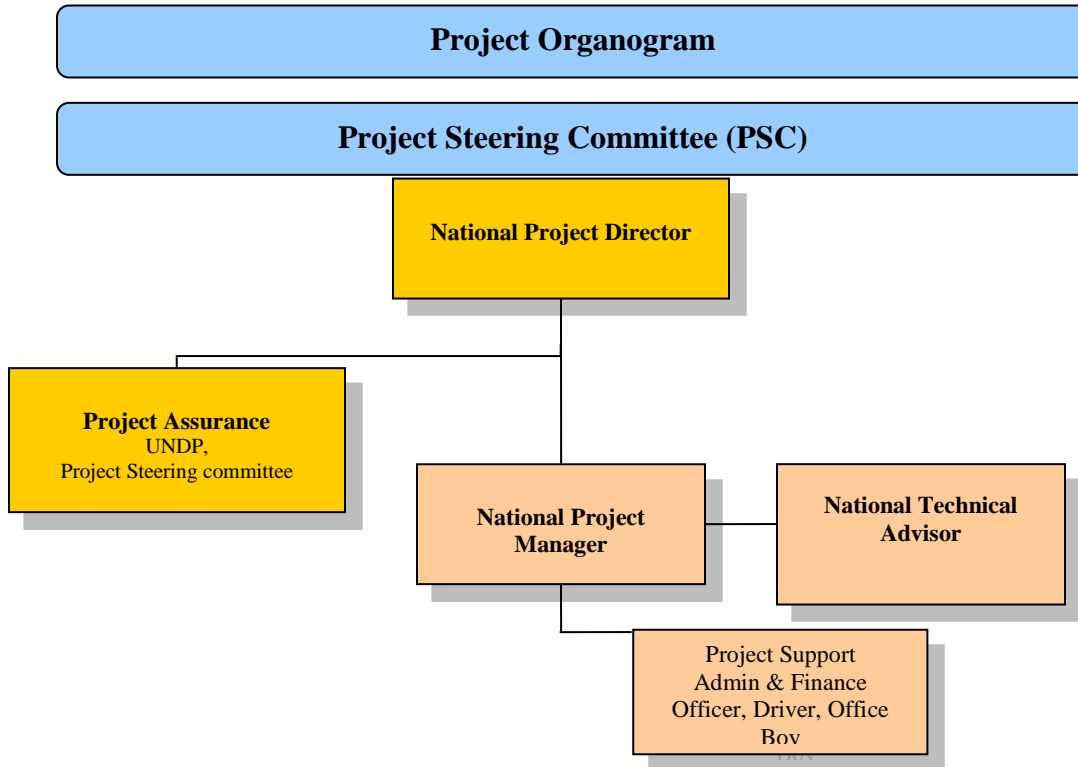 Project Organogram
Project Steering Committee (PSC)
National Project Director
Project Assurance
UNDP,
Project Steering committee
National Project
Manager
National Technical
Advisor
Project Support
Admin & Finance
Officer, Driver, Office
Boy